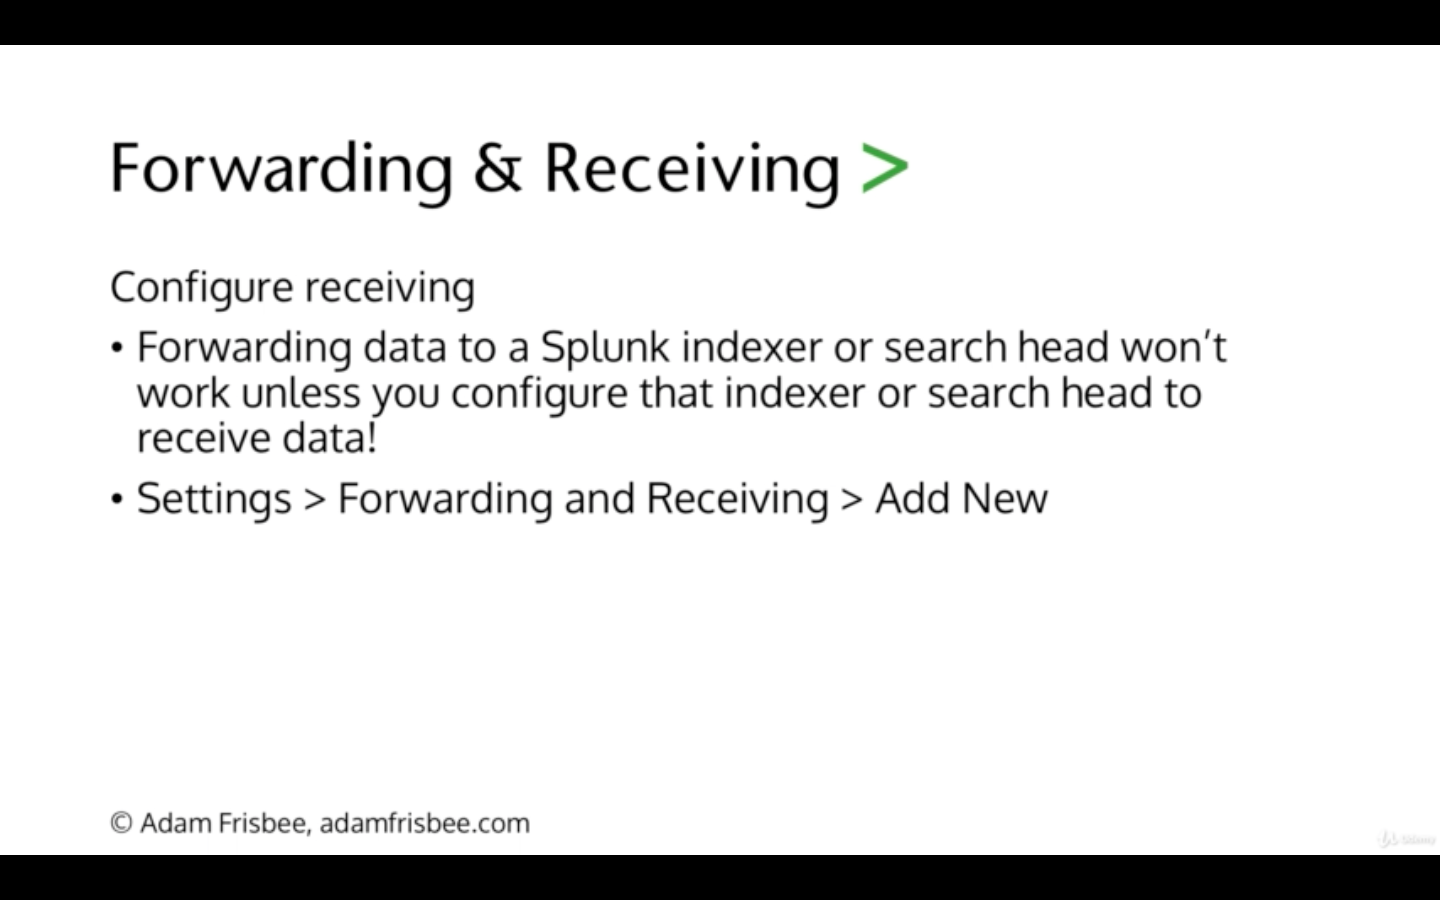 Forwarding & Receiving >
Configure receiving
• Forwarding data to a Splunk indexer or search head won't
work unless you configure that indexer or search head to
receive data!
• Settings > Forwarding and Receiving > Add New
© Adam Frisbee, adamfrisbee.com
Udemy